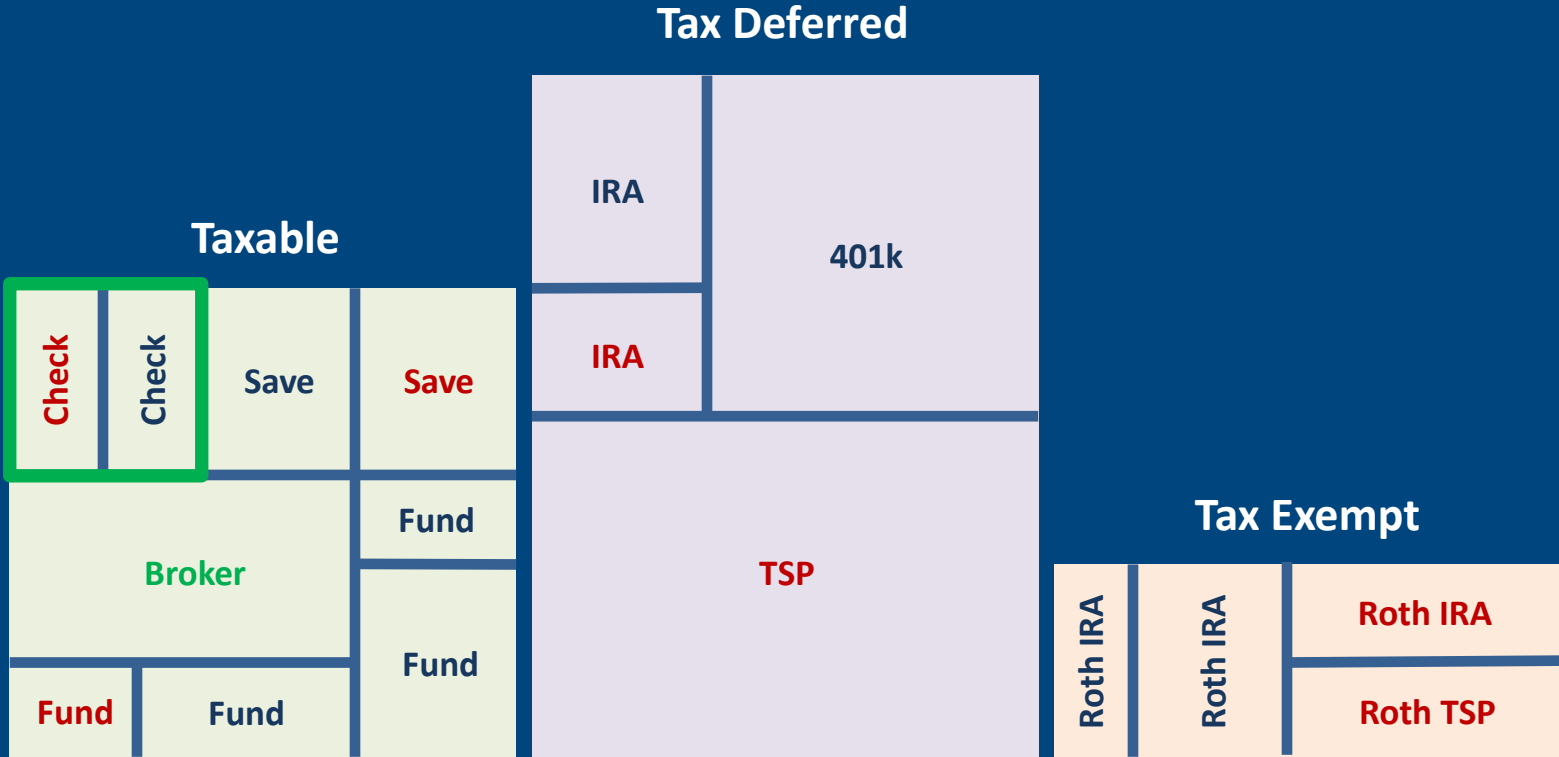 Tax Deferred
IRA
401k
IRA
TSP
Taxable
Check
Check
Save
Save
Broker
Fund
Fund
Fund
Fund
Tax Exempt
Roth IRA
Roth IRA
Roth IRA
Roth TSP